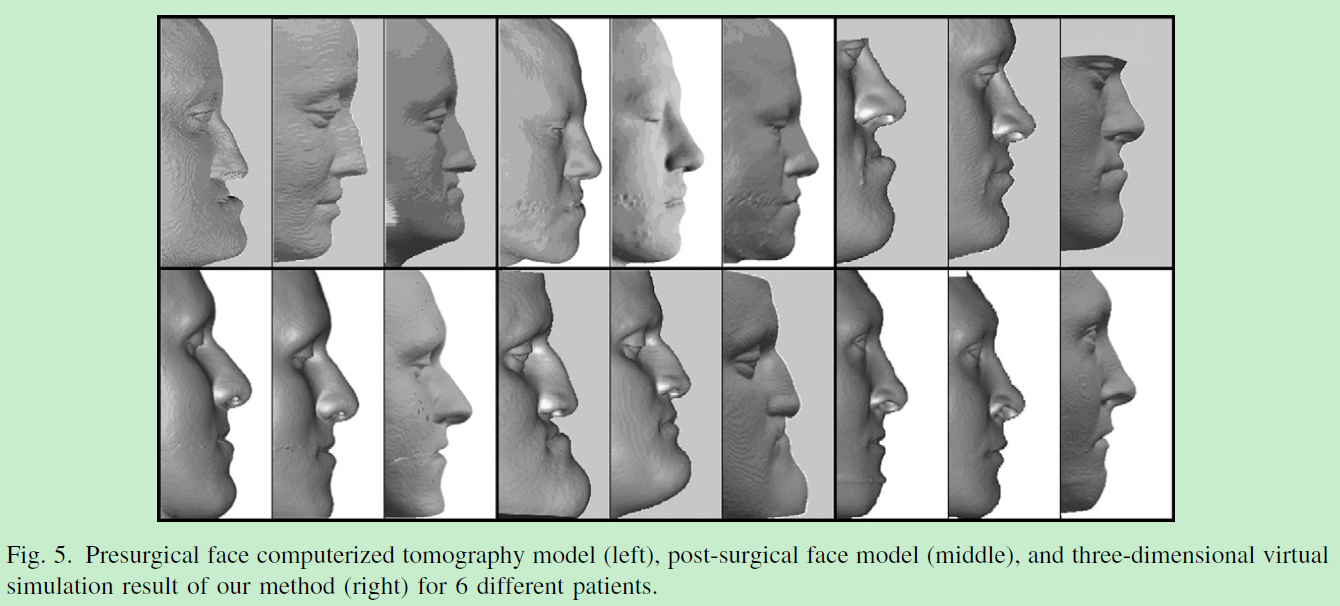 Fig. 5. Presurgical face computerized tomography model (left), post-surgical face model (middle), and three-dimensional virtual
simulation result of our method (right) for 6 different patients.